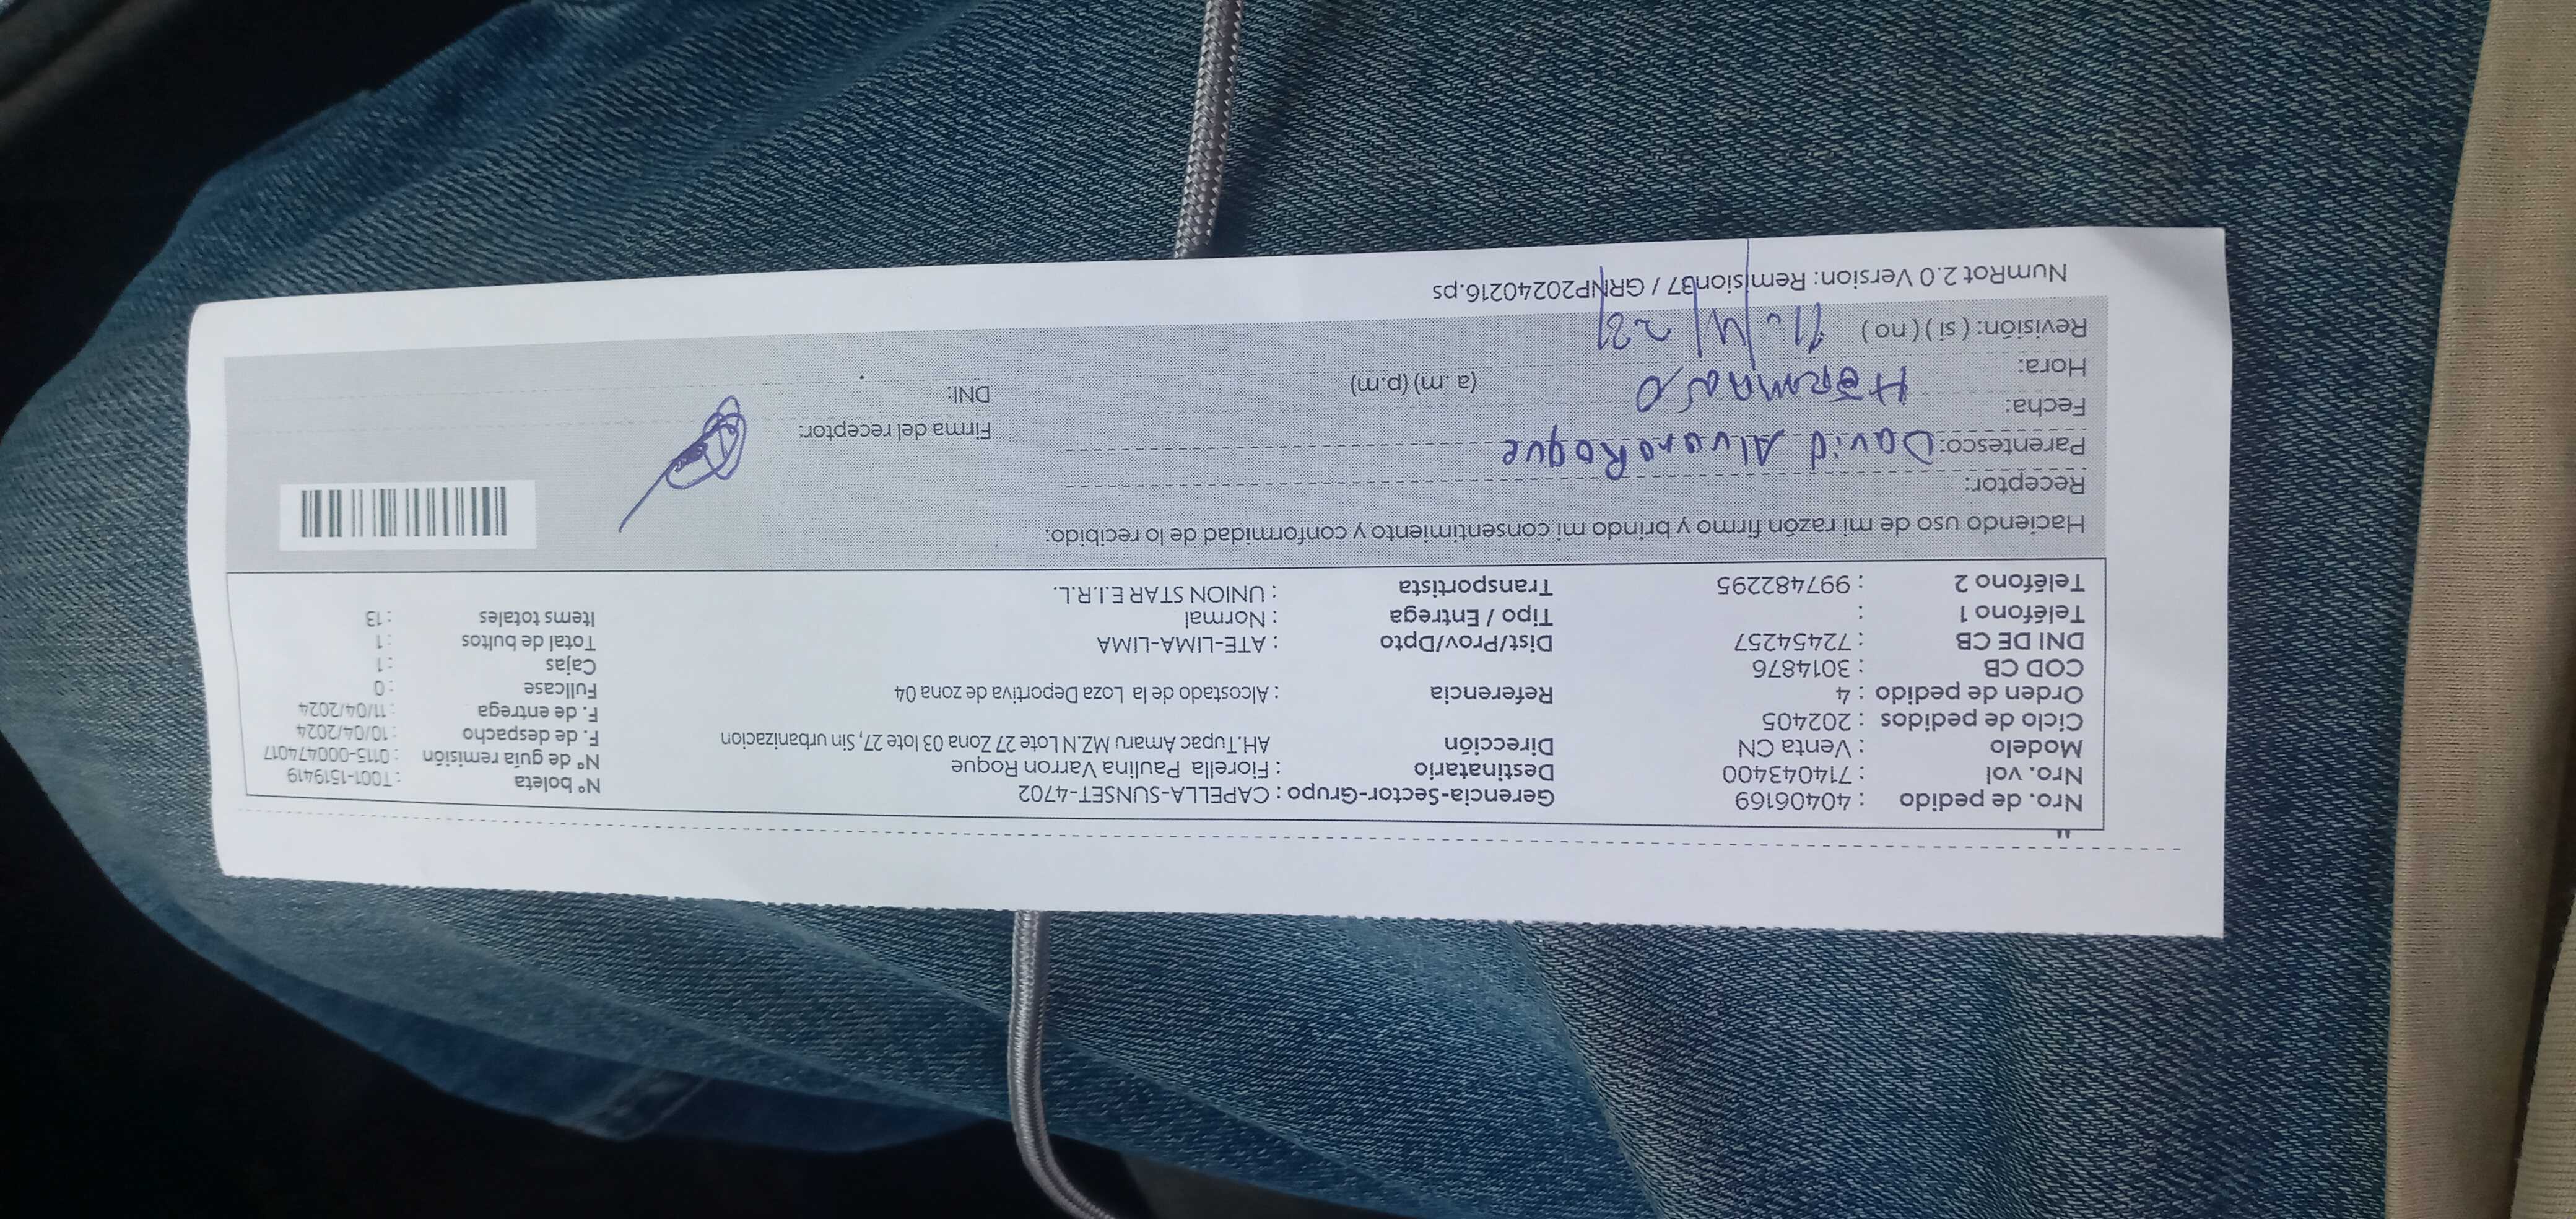 Nro. de pedido : 40406169
Nro. vol : 714043400
Modelo : Venta CN
Ciclo de pedidos : 202405
Orden de pedido : 4
COD CB : 3014876
DNI DE CB : 72454257
Teléfono 1 :
Teléfono 2 : 997482295
Gerencia-Sector-Grupo : CAPELLA-SUNSET-4702
Destinatario : Fiorella Paulina Varron Roque
Dirección AH.Tupac Amaru MZ.N Lote 27 Zona 03 lote 27, Sin urbanizacion
Referencia : Alcostado de la Loza Deportiva de zona 04
Dist/Prov/Dpto : ATE-LIMA-LIMA
Tipo / Entrega : Normal
Transportista : UNION STAR E.I.R.L.
N° boleta : T001-1519419
N° de guia remisión : 0115-000474017
F. de despacho : 10/04/2024
F. de entrega : 11/04/2024
Fullcase : 0
Cajas : 1
Total de bultos : 1
Items totales : 13
Haciendo uso de mi razón firmo y brindo mi consentimiento y conformidad de lo recibido:
Receptor:
Parentesco: David Alvaro Roque
Fecha:
Hora: Hermano (a .m) (p.m)
Revisión: ( si ) ( no )
Firma del receptor:
DNI:
NumRot 2.0 Version: Remision37 / GRNP20240216.ps